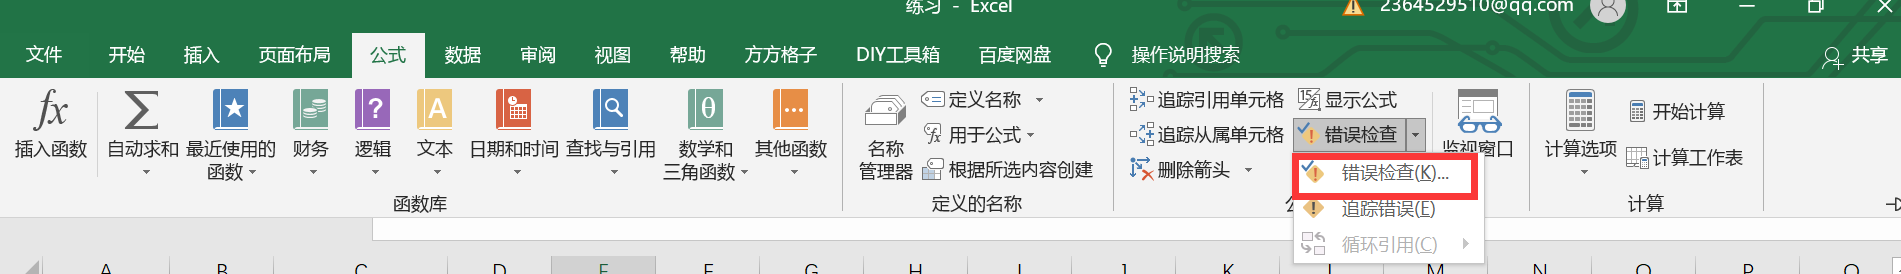 练习 - Excel
2364529510@qq.com
文件 开始 插入 页面布局 公式 数据 审阅 视图 帮助 方方格子 DIY工具箱 百度网盘 操作说明搜索 共享
fx 插入函数
Σ 自动求和
最近使用的
函数
财务
? 逻辑
A 文本
日期和时间
查找与引用
θ 数学和
三角函数
其他函数
函数库
名称
管理器
定义名称
用于公式
根据所选内容创建
定义的名称
追踪引用单元格
追踪从属单元格
删除箭头
显示公式
错误检查
错误检查(K)...
追踪错误(E)
循环引用(C)
监视窗口
计算选项
开始计算
计算工作表
计算
A B C D E F G H I J K L M N O P Q